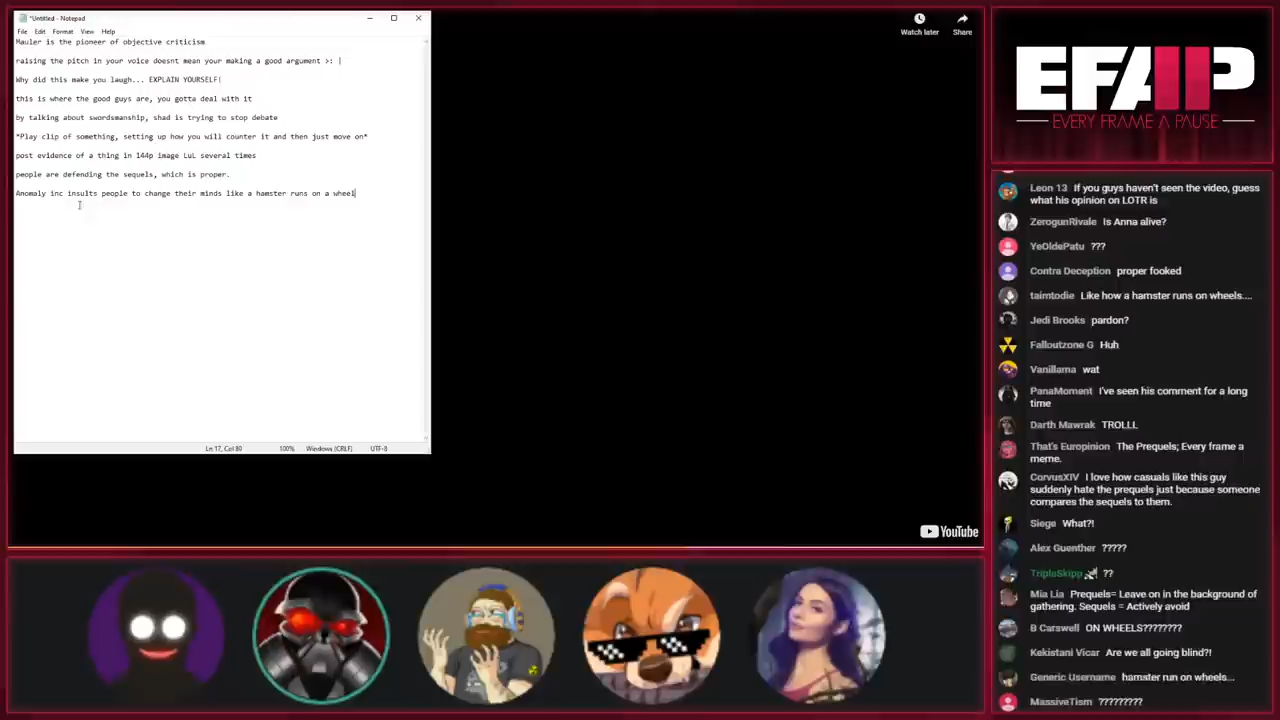 *Untitled - Notepad
File Edit Format View Help
Mauler is the pioneer of objective criticism
raising the pitch in your voice doesnt mean your making a good argument >: |
Why did this make you laugh... EXPLAIN YOURSELF!
this is where the good guys are, you gotta deal with it
by talking about swordsmanship, shad is trying to stop debate
*Play clip of something, setting up how you will counter it and then just move on*
post evidence of a thing in 144p image LuL several times
people are defending the sequels, which is proper.
Anomaly inc insults people to change their minds like a hamster runs on a wheel
Ln 17, Col 80 100% Windows (CRLF) UTF-8
Watch later Share
YouTube
EFAP
EVERY FRAME A PAUSE
Leon 13 If you guys haven't seen the video, guess
what his opinion on LOTR is
ZerogunRivale Is Anna alive?
YeOldePatu ???
Contra Deception proper fooked
taimtodie Like how a hamster runs on wheels....
Jedi Brooks pardon?
Falloutzone G Huh
Vanillama wat
PanaMoment I've seen his comment for a long
time
Darth Mawrak TROLLL
That's Europinion The Prequels; Every frame a
meme.
CorvusXIV I love how casuals like this guy
suddenly hate the prequels just because someone
compares the sequels to them.
Siege What?!
Alex Guenther ?????
TripleSkipp ??
Mia Lia Prequels= Leave on in the background of
gathering. Sequels = Actively avoid
B Carswell ON WHEELS????????
Kekistani Vicar Are we all going blind?!
Generic Username hamster run on wheels...
MassiveTism ?????????